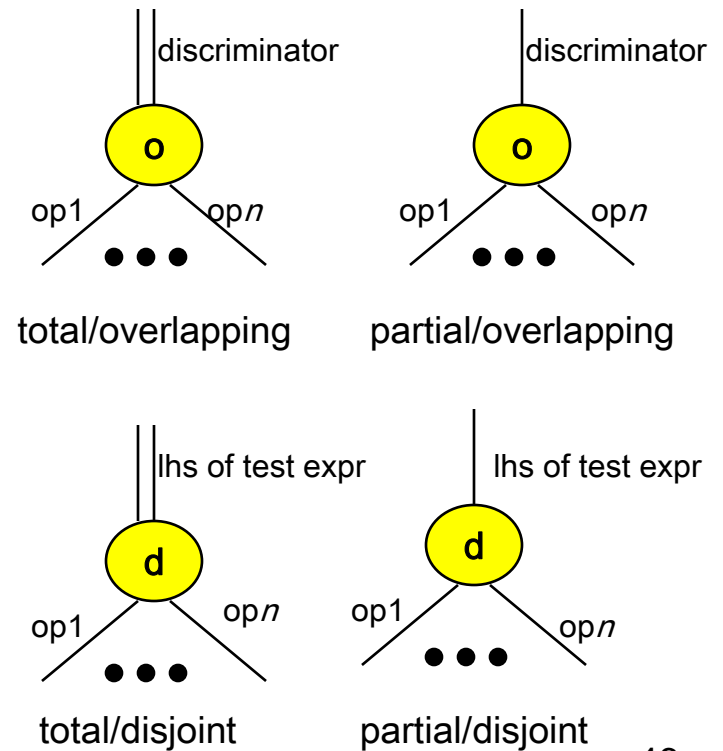 discriminator discriminator
o o
op1 opn op1 opn
total/overlapping partial/overlapping
lhs of test expr lhs of test expr
d d
op1 opn op1 opn
total/disjoint partial/disjoint